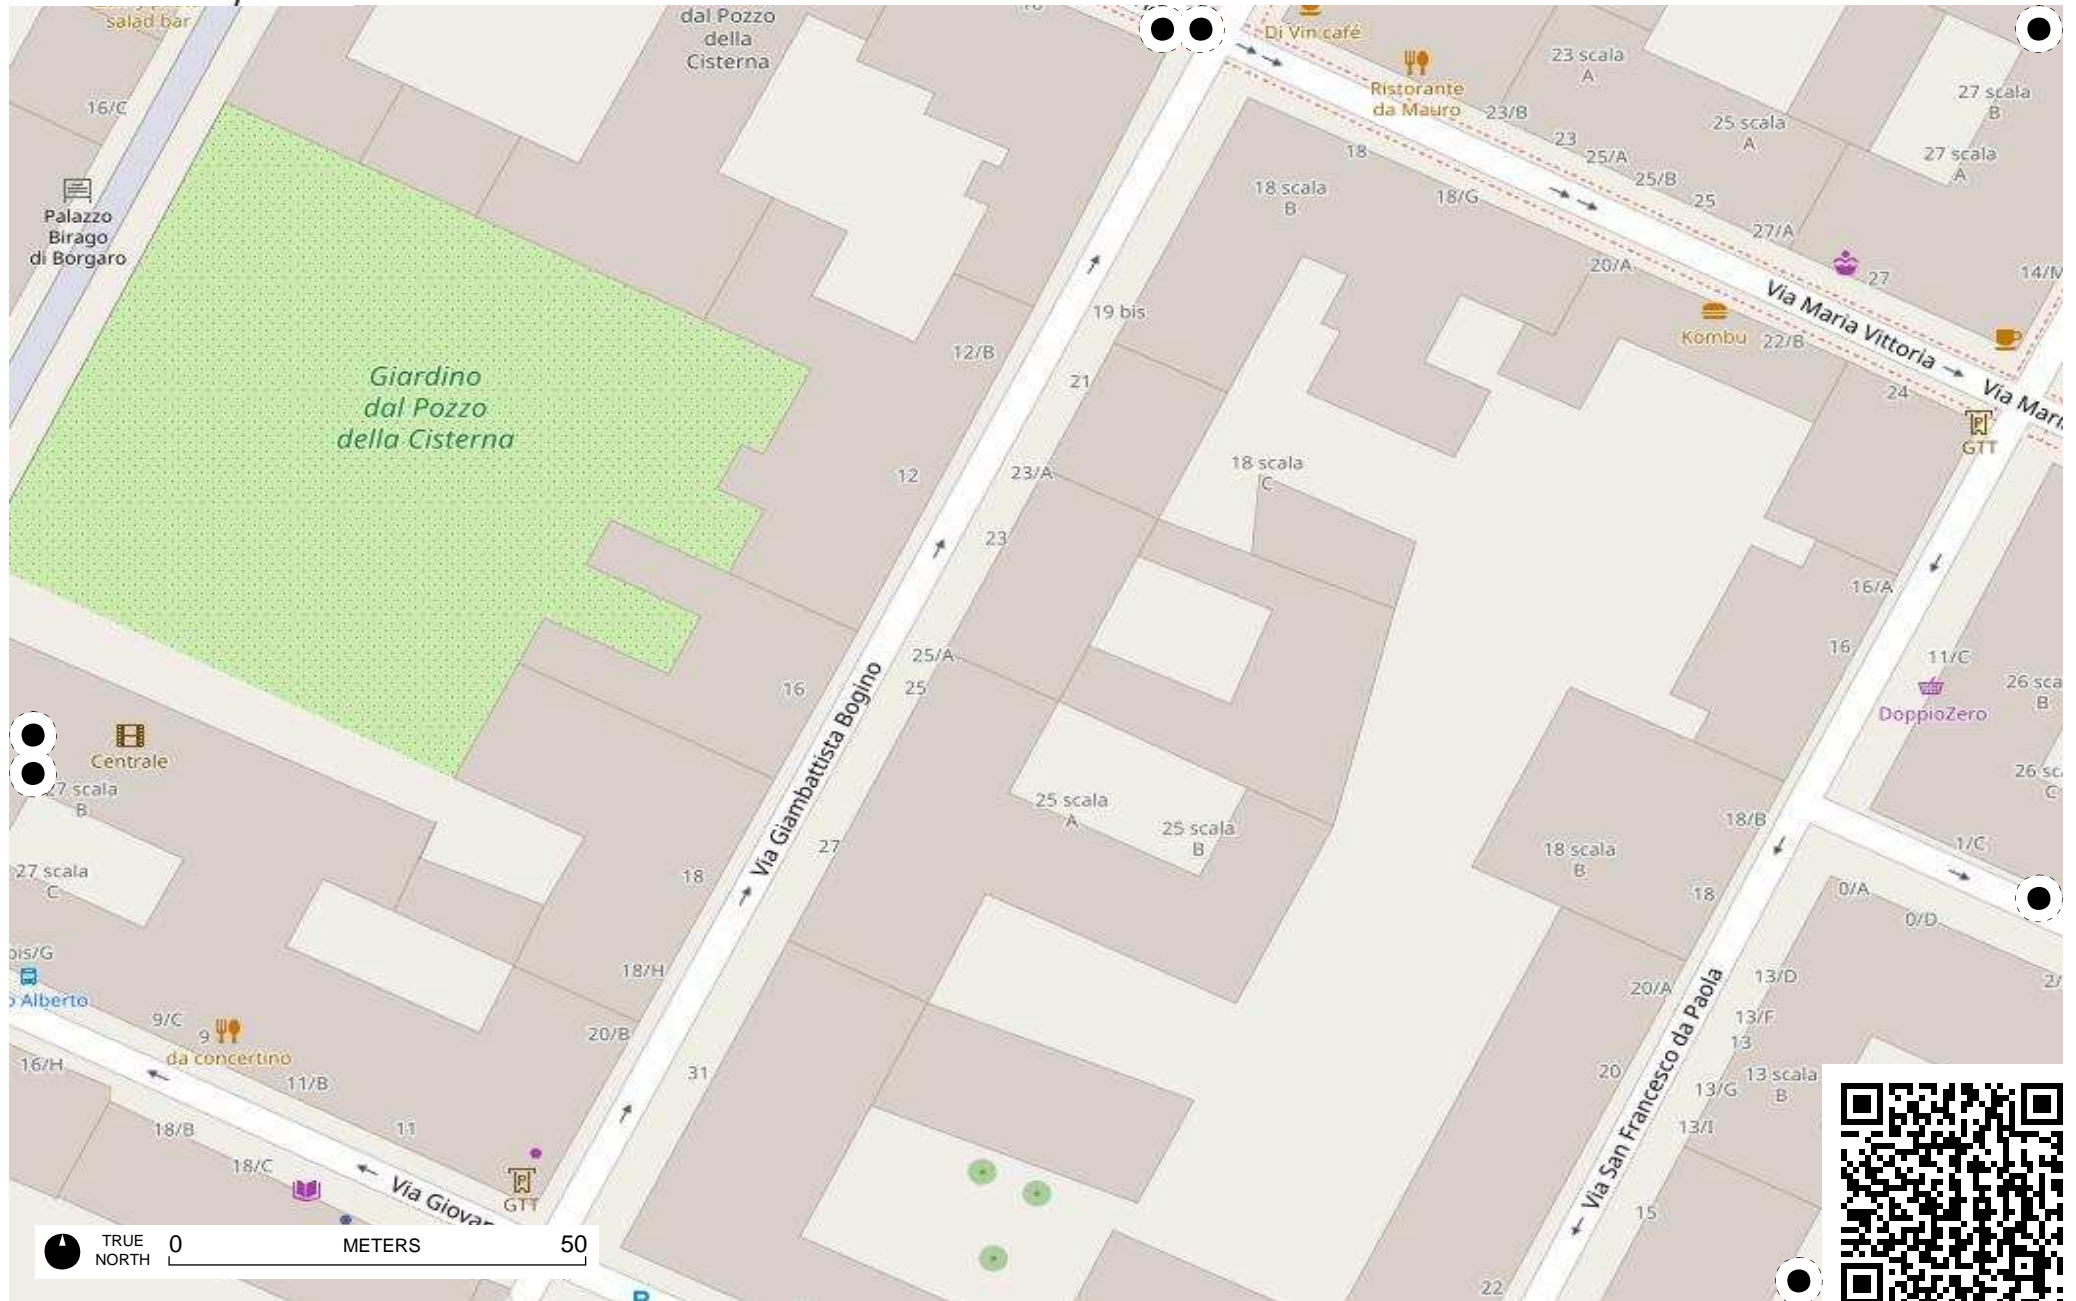 salad bar
dal Pozzo
della
Cisterna
Di Vin café
Ristorante
da Mauro
23 scala
A
27 scala
B
16/C
23/B
25 scala
A
23
25/A
27 scala
A
18
18 scala
B
18/G
25/B
25
Palazzo
Birago
di Borgaro
27/A
20/A
27
14/M
19 bis
Via Maria Vittoria
Kombu
22/B
12/B
21
24
Via Mari
Giardino
dal Pozzo
della Cisterna
P
GTT
12
23/A
18 scala
C
23
16/A
16
25/A
25
16
11/C
DoppioZero
26 sca
B
Via Giambattista Bogino
Centrale
27 scala
B
25 scala
A
25 scala
B
26 sca
C
18/B
27
18 scala
B
1/C
27 scala
C
18
18
0/A
0/D
bis/G
18/H
20/A
13/D
2/
o Alberto
9/C
9
da concertino
20/B
13/F
13
16/H
11/B
31
20
13/G
13 scala
B
Via San Francesco da Paola
18/B
11
13/I
18/C
P
GTT
Via Giovan
15
TRUE
NORTH
0
METERS
50
22